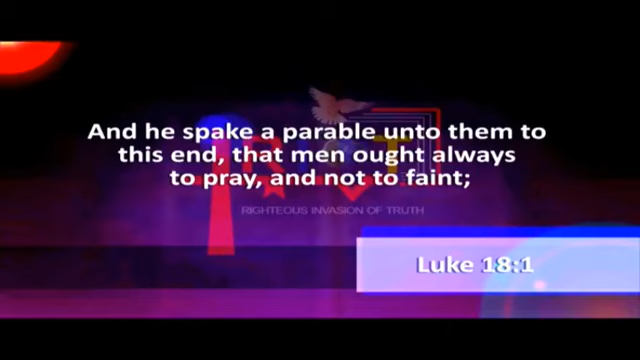 And he spake a parable unto them to
this end, that men ought always
to pray, and not to faint;
RIGHTEOUS INVASION OF TRUTH
Luke 18:1